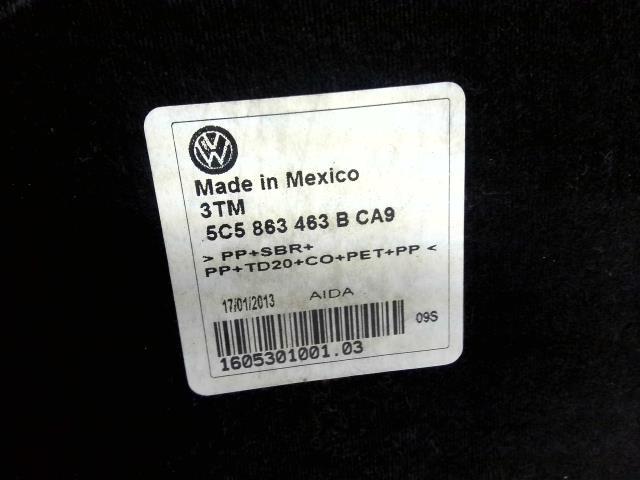 VW
Made in Mexico
3TM
5C5 863 463 B CA9
> PP+SBR+
PP+TD20+CO+PET+PP <
17/01/2013 AIDA
09S
1605301001.03